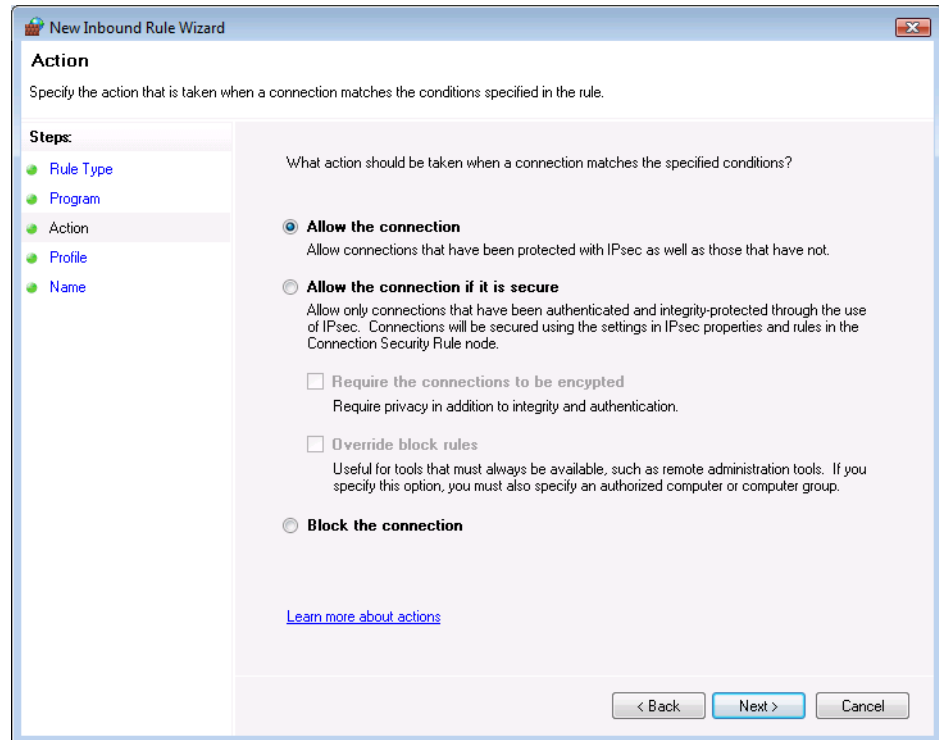 New Inbound Rule Wizard
Action
Specify the action that is taken when a connection matches the conditions specified in the rule.
Steps:
Rule Type
Program
Action
Profile
Name
What action should be taken when a connection matches the specified conditions?
Allow the connection
Allow connections that have been protected with IPsec as well as those that have not.
Allow the connection if it is secure
Allow only connections that have been authenticated and integrity-protected through the use
of IPsec.  Connections will be secured using the settings in IPsec properties and rules in the
Connection Security Rule node.
Require the connections to be encrypted
Require privacy in addition to integrity and authentication.
Override block rules
Useful for tools that must always be available, such as remote administration tools.  If you
specify this option, you must also specify an authorized computer or computer group.
Block the connection
Learn more about actions
< Back
Next >
Cancel